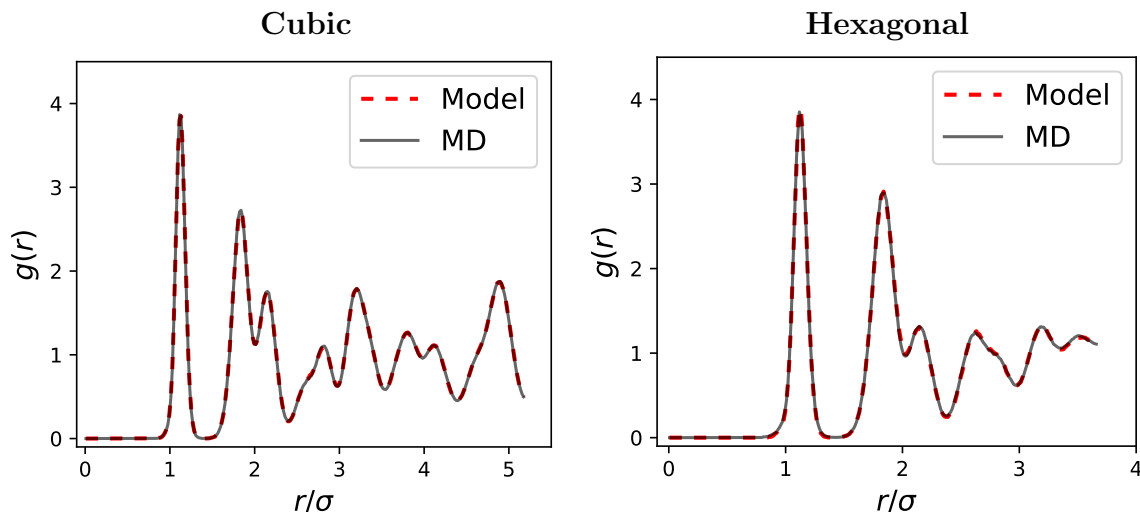 Cubic
Model
MD
g(r)
4
3
2
1
0
0 1 2 3 4 5
r/σ
Hexagonal
Model
MD
g(r)
4
3
2
1
0
0 1 2 3 4
r/σ